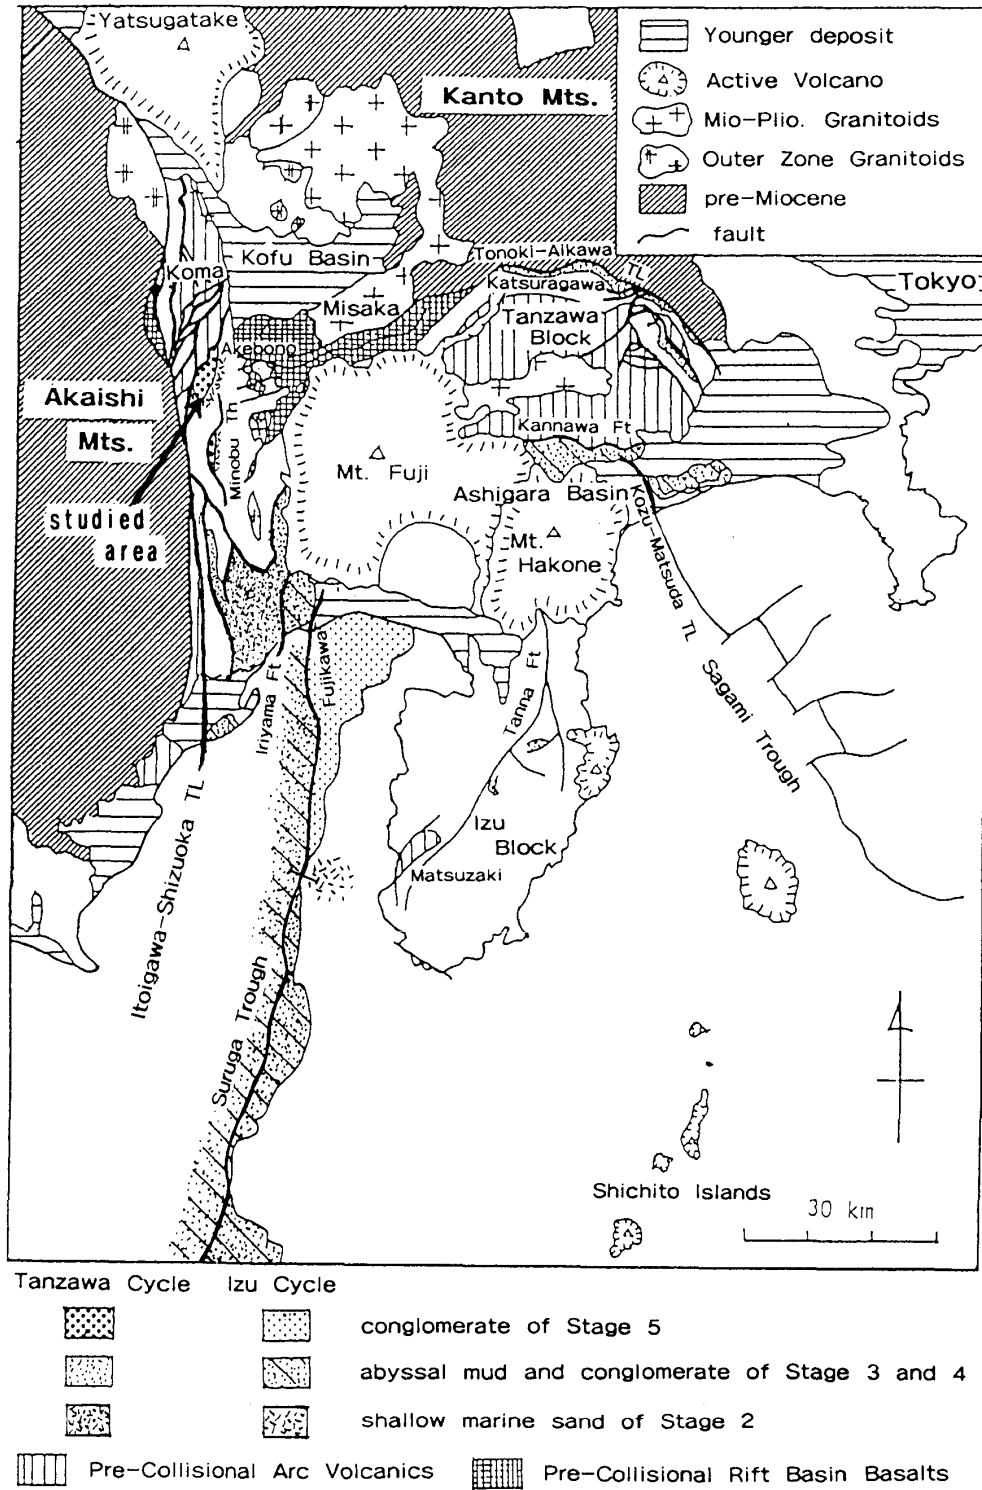 Yatsugatake
Kanto Mts.
Younger deposit
Active Volcano
Mio-Plio. Granitoids
Outer Zone Granitoids
pre-Miocene
fault
Koma
Kofu Basin
Misaka
Tonoki-Aikawa
TL
Katsuragawa
Tanzawa
Block
Tokyo
Akebono
Akaishi
Mts.
Minobu Th
Kannawa Ft
Mt. Fuji
Ashigara Basin
studied
area
Mt.
Hakone
Kozu-Matsuda TL
Sagami Trough
Iriyama Ft
Fujikawa
Tanna Ft
Itoigawa-Shizuoka TL
Izu
Block
Matsuzaki
Suruga Trough
Shichito Islands
30 km
Tanzawa Cycle Izu Cycle
conglomerate of Stage 5
abyssal mud and conglomerate of Stage 3 and 4
shallow marine sand of Stage 2
Pre-Collisional Arc Volcanics Pre-Collisional Rift Basin Basalts